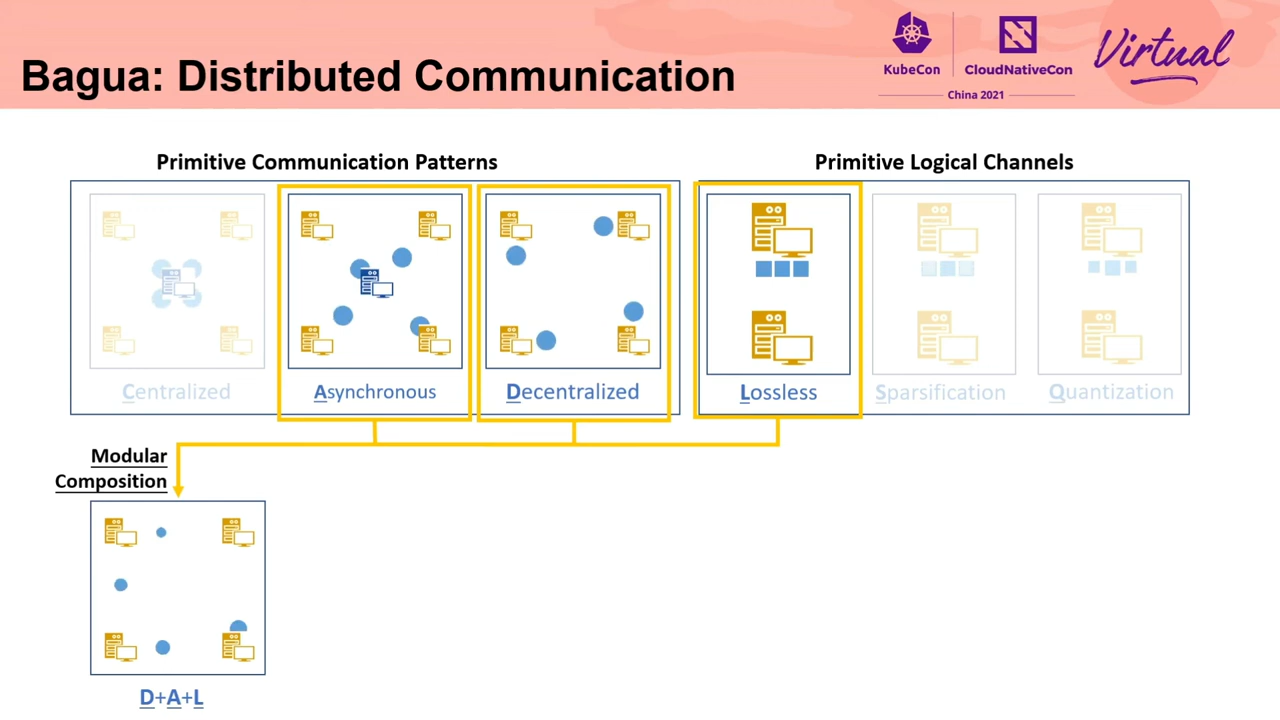 Bagua: Distributed Communication
KubeCon
CloudNativeCon
China 2021
Virtual
Primitive Communication Patterns
Primitive Logical Channels
Centralized
Asynchronous
Decentralized
Lossless
Sparsification
Quantization
Modular
Composition
D+A+L